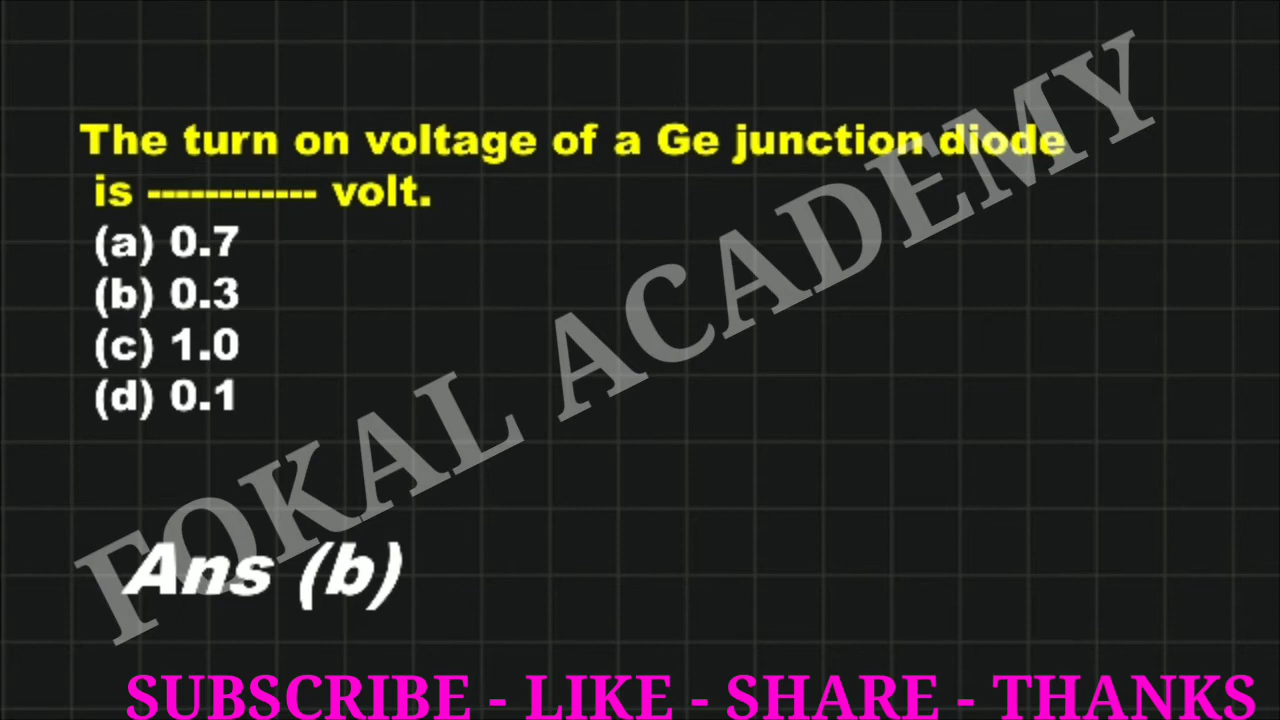 The turn on voltage of a Ge junction diode
is ------------ volt.
(a) 0.7
(b) 0.3
(c) 1.0
(d) 0.1
FOKAL ACADEMY
Ans (b)
SUBSCRIBE - LIKE - SHARE - THANKS